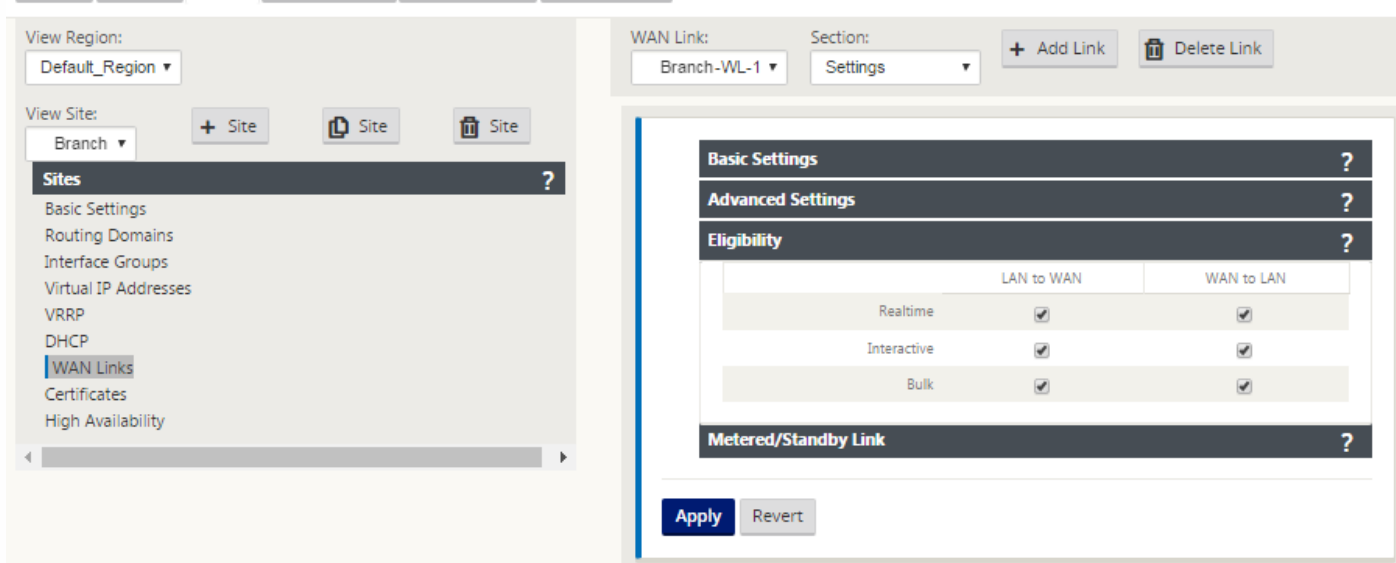 View Region:
Default_Region ▾
View Site:
Branch ▾
+ Site
Site
Site
Sites ?
Basic Settings
Routing Domains
Interface Groups
Virtual IP Addresses
VRRP
DHCP
WAN Links
Certificates
High Availability
WAN Link: Section:
Branch-WL-1 ▾ Settings ▾ + Add Link Delete Link
Basic Settings ?
Advanced Settings ?
Eligibility ?
LAN to WAN WAN to LAN
Realtime
Interactive
Bulk
Metered/Standby Link ?
Apply Revert